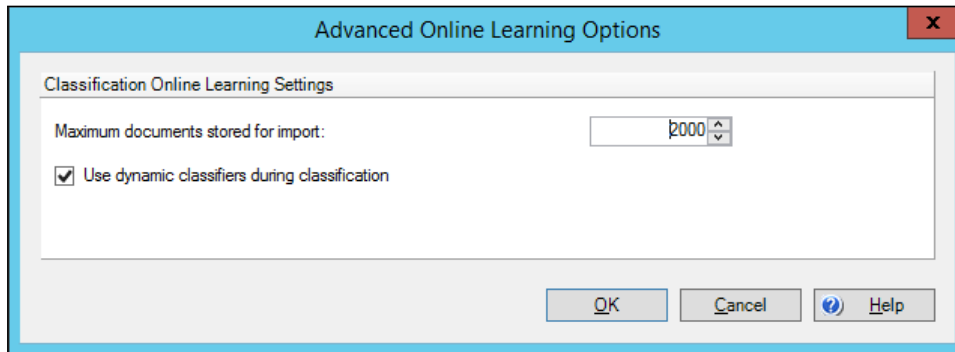 Advanced Online Learning Options
x
Classification Online Learning Settings
Maximum documents stored for import: 2000
Use dynamic classifiers during classification
OK Cancel ? Help